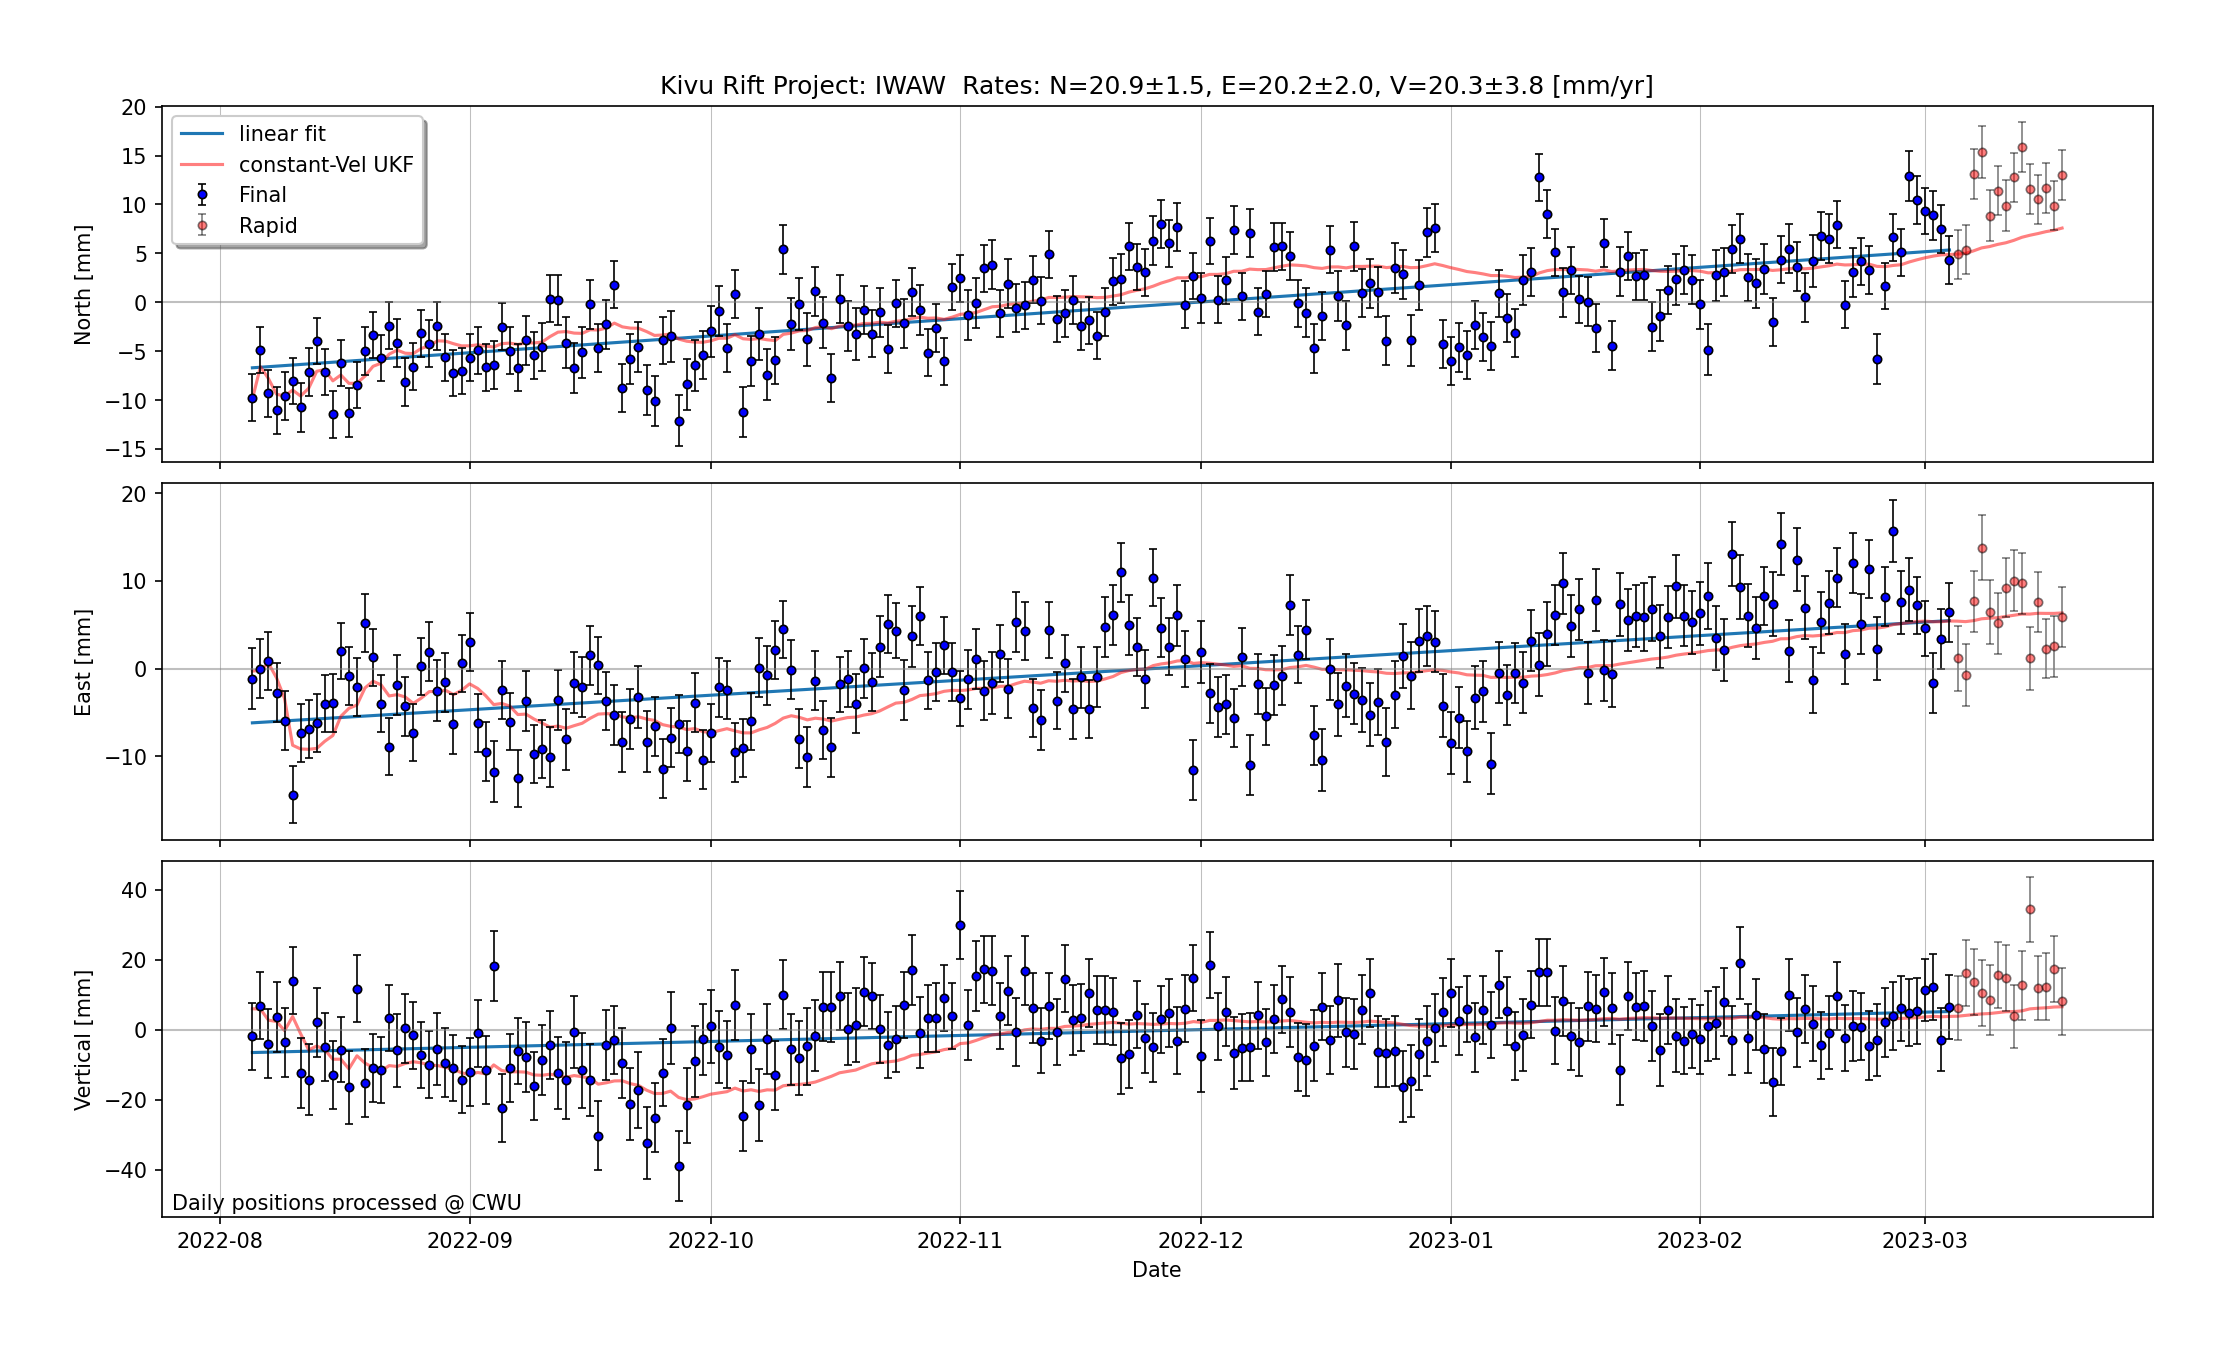 Kivu Rift Project: IWAW  Rates: N=20.9±1.5, E=20.2±2.0, V=20.3±3.8 [mm/yr]
linear fit
constant-Vel UKF
Final
Rapid
North [mm]
20
15
10
5
0
−5
−10
−15
East [mm]
20
10
0
−10
Vertical [mm]
40
20
0
−20
−40
Daily positions processed @ CWU
2022-08 2022-09 2022-10 2022-11 2022-12 2023-01 2023-02 2023-03
Date